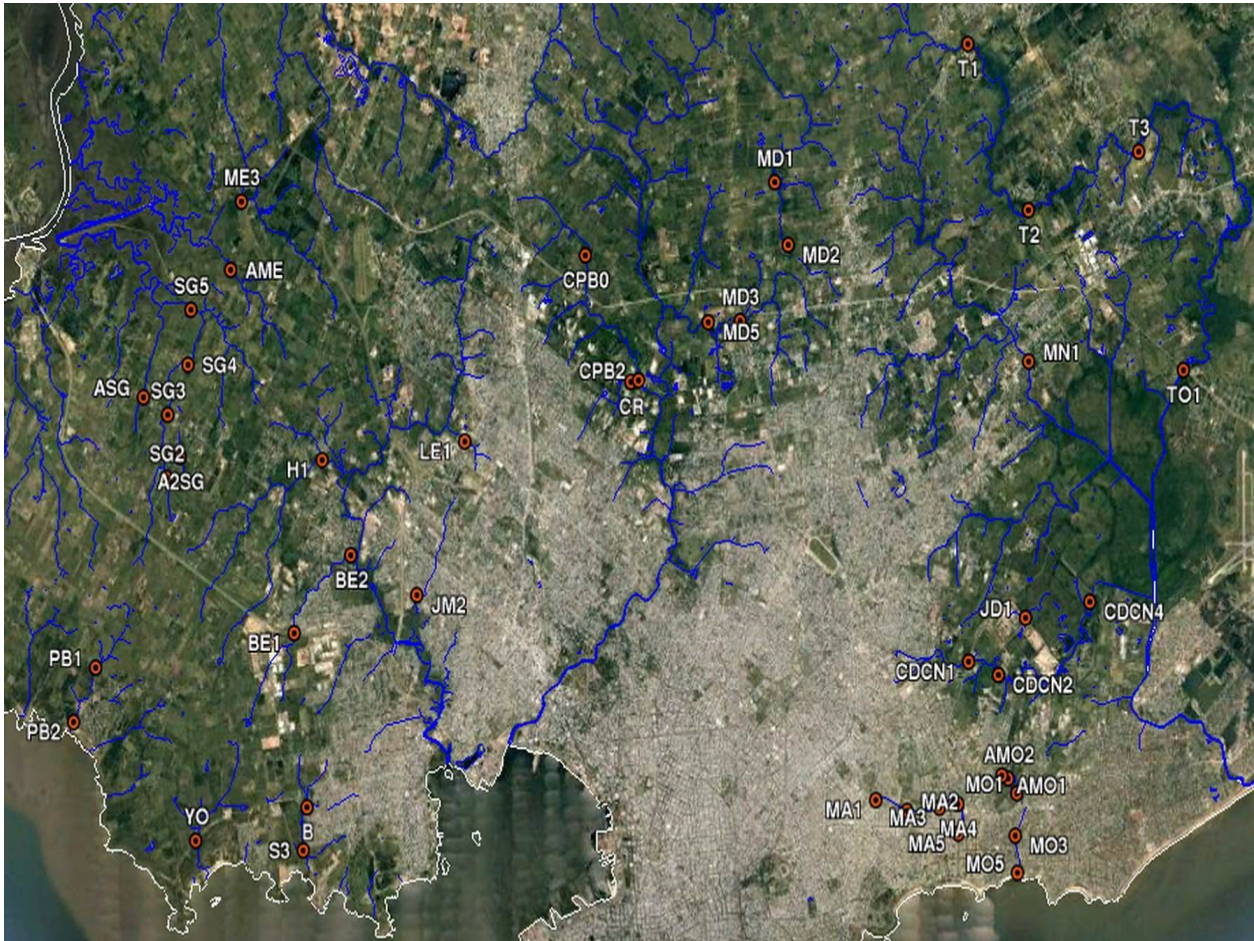 T1
T3
MD1
ME3
T2
MD2
AME
CPB0
SG5
MD3
MD5
SG4
MN1
ASG
SG3
CPB2
TO1
CR
SG2
LE1
H1
A2SG
BE2
JM2
JD1
CDCN4
BE1
PB1
CDCN1
CDCN2
PB2
AMO2
MO1
AMO1
MA1
MA2
MA3
YO
B
MA4
MA5
MO3
S3
MO5